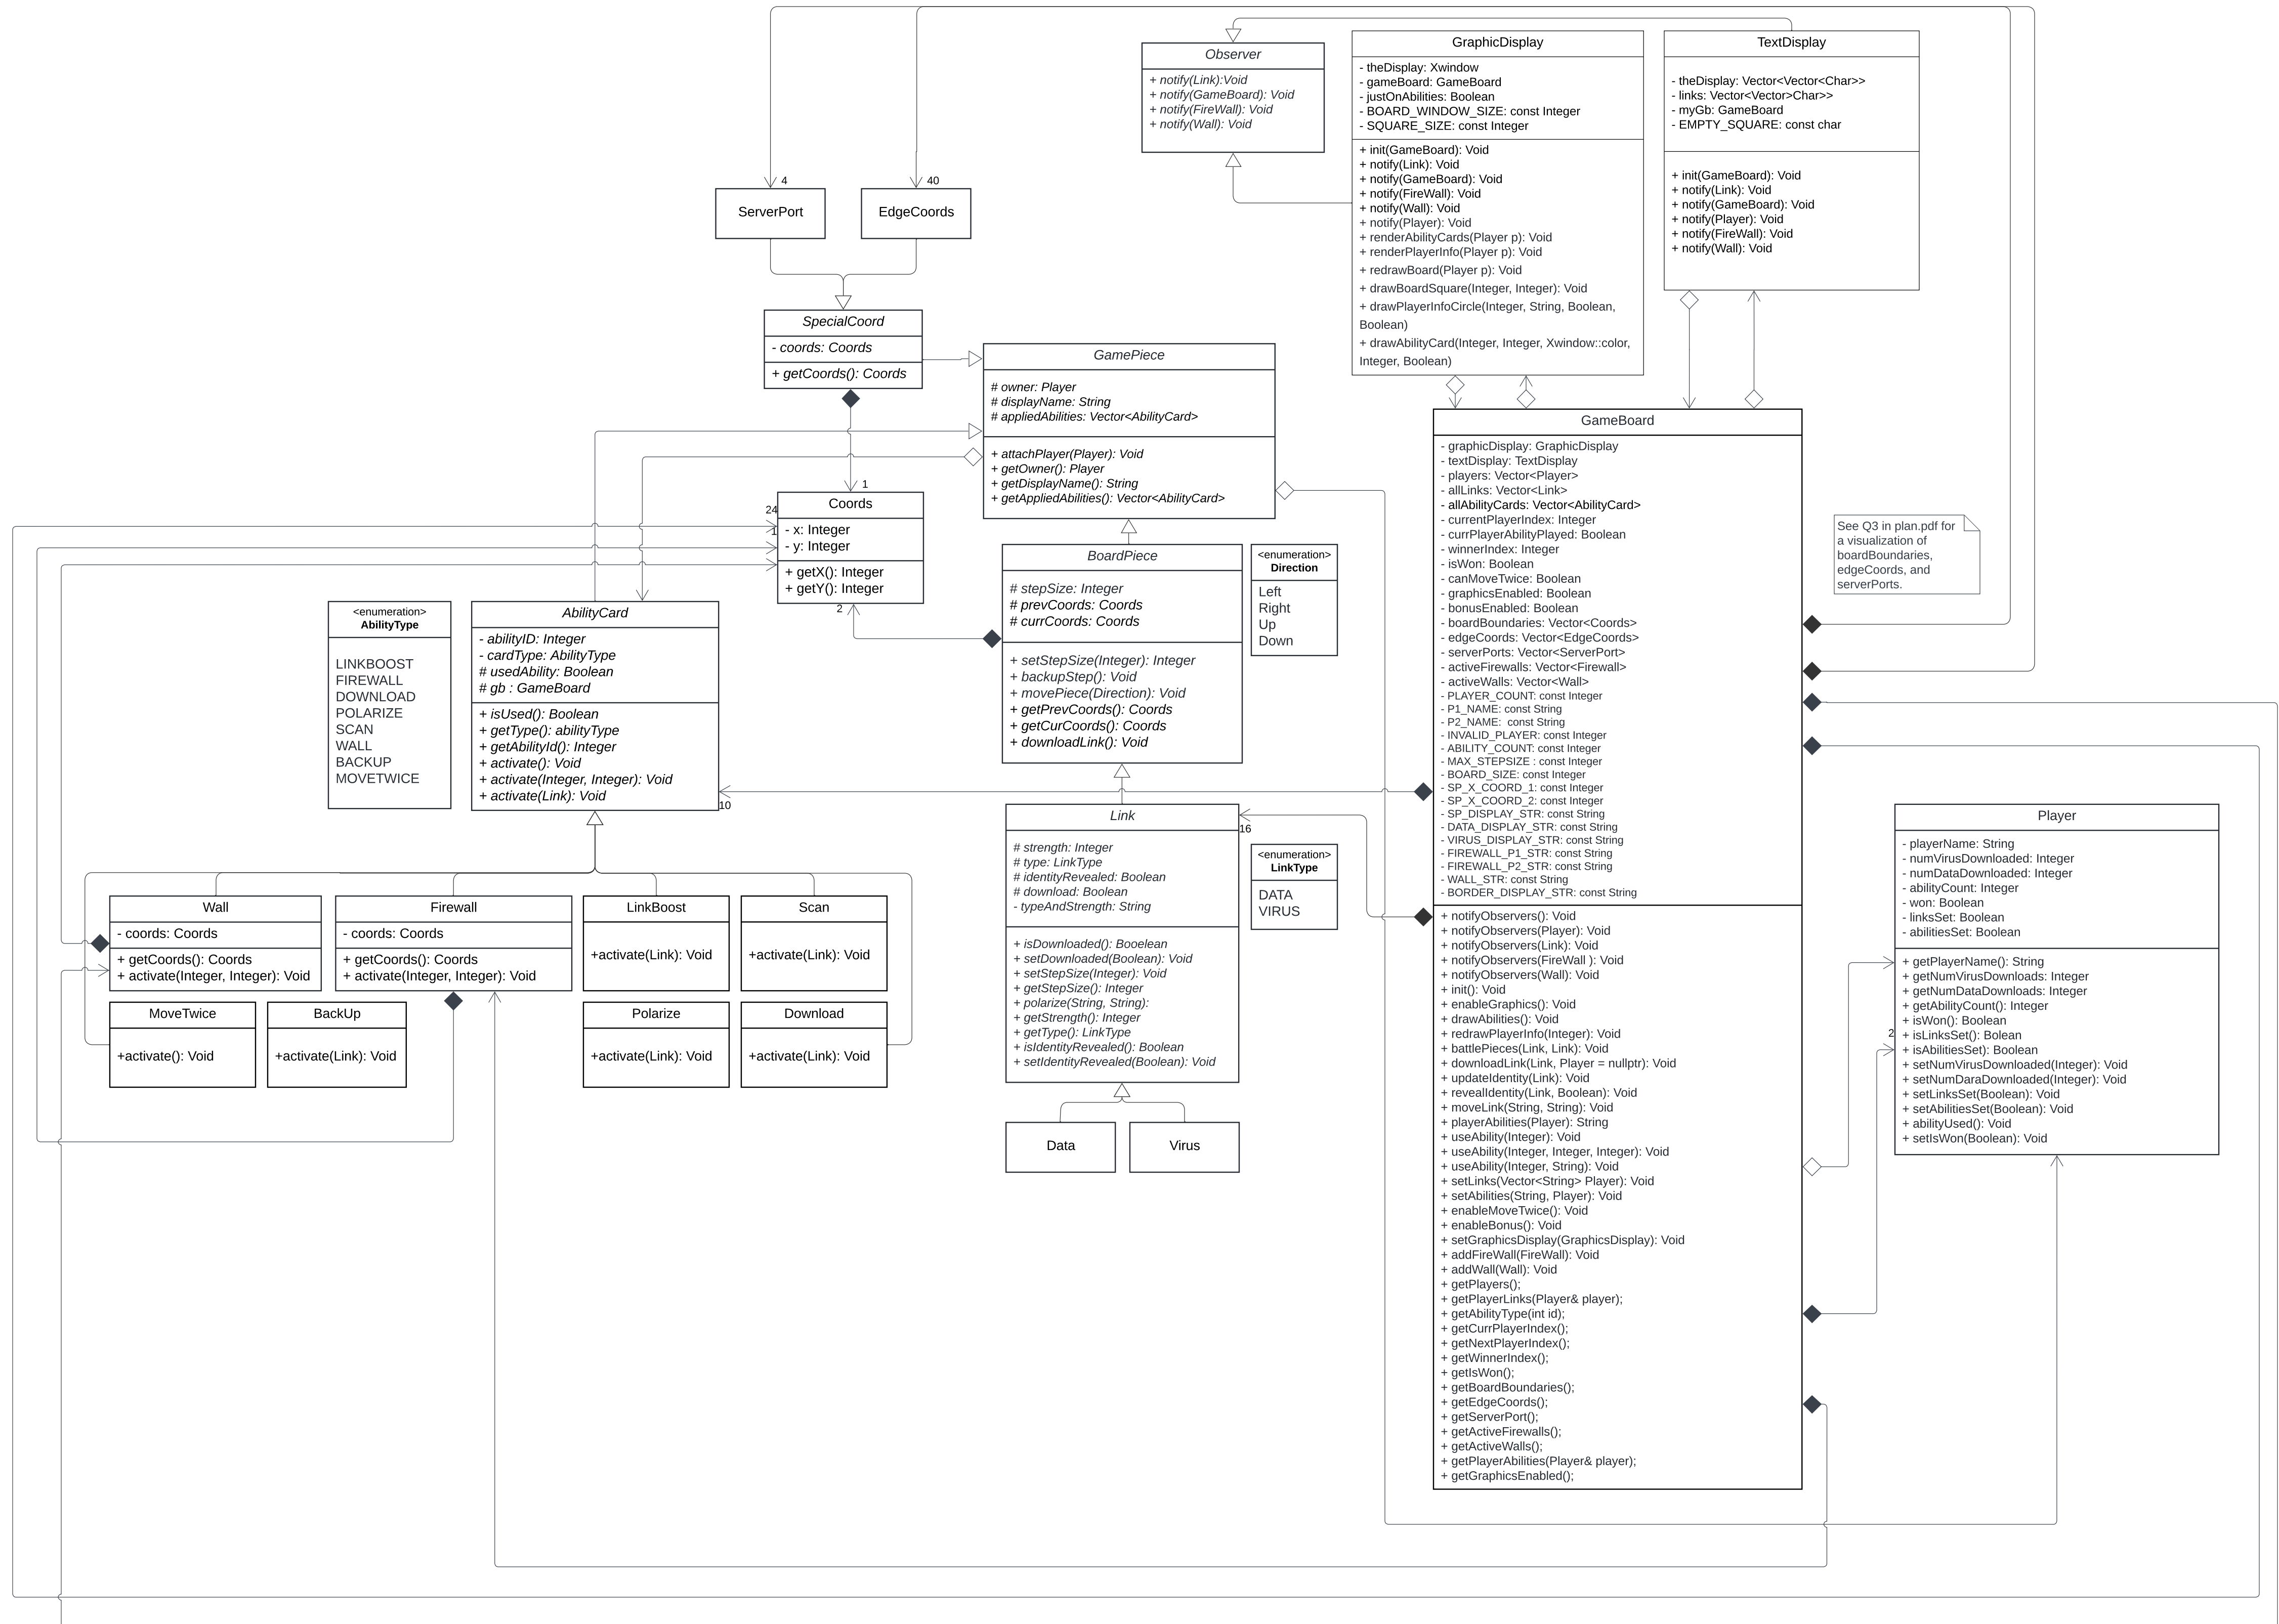 Observer
+ notify(Link):Void
+ notify(GameBoard): Void
+ notify(FireWall): Void
+ notify(Wall): Void
GraphicDisplay
- theDisplay: Xwindow
- gameBoard: GameBoard
- justOnAbilities: Boolean
- BOARD_WINDOW_SIZE: const Integer
- SQUARE_SIZE: const Integer
+ init(GameBoard): Void
+ notify(Link): Void
+ notify(GameBoard): Void
+ notify(FireWall): Void
+ notify(Wall): Void
+ notify(Player): Void
+ renderAbilityCards(Player p): Void
+ renderPlayerInfo(Player p): Void
+ redrawBoard(Player p): Void
+ drawBoardSquare(Integer, Integer): Void
+ drawPlayerInfoCircle(Integer, String, Boolean,
Boolean)
+ drawAbilityCard(Integer, Integer, Xwindow::color,
Integer, Boolean)
TextDisplay
- theDisplay: Vector<Vector<Char>>
- links: Vector<Vector>Char>>
- myGb: GameBoard
- EMPTY_SQUARE: const char
+ init(GameBoard): Void
+ notify(Link): Void
+ notify(GameBoard): Void
+ notify(Player): Void
+ notify(FireWall): Void
+ notify(Wall): Void
4
40
ServerPort
EdgeCoords
SpecialCoord
- coords: Coords
+ getCoords(): Coords
GamePiece
# owner: Player
# displayName: String
# appliedAbilities: Vector<AbilityCard>
+ attachPlayer(Player): Void
+ getOwner(): Player
+ getDisplayName(): String
+ getAppliedAbilities(): Vector<AbilityCard>
1
24
1
Coords
- x: Integer
- y: Integer
+ getX(): Integer
+ getY(): Integer
2
BoardPiece
# stepSize: Integer
# prevCoords: Coords
# currCoords: Coords
+ setStepSize(Integer): Integer
+ backupStep(): Void
+ movePiece(Direction): Void
+ getPrevCoords(): Coords
+ getCurCoords(): Coords
+ downloadLink(): Void
<enumeration>
Direction
Left
Right
Up
Down
See Q3 in plan.pdf for
a visualization of
boardBoundaries,
edgeCoords, and
serverPorts.
<enumeration>
AbilityType
LINKBOOST
FIREWALL
DOWNLOAD
POLARIZE
SCAN
WALL
BACKUP
MOVETWICE
AbilityCard
- abilityID: Integer
- cardType: AbilityType
# usedAbility: Boolean
# gb : GameBoard
+ isUsed(): Boolean
+ getType(): abilityType
+ getAbilityId(): Integer
+ activate(): Void
+ activate(Integer, Integer): Void
+ activate(Link): Void
10
GameBoard
- graphicDisplay: GraphicDisplay
- textDisplay: TextDisplay
- players: Vector<Player>
- allLinks: Vector<Link>
- allAbilityCards: Vector<AbilityCard>
- currentPlayerIndex: Integer
- currPlayerAbilityPlayed: Boolean
- winnerIndex: Integer
- isWon: Boolean
- canMoveTwice: Boolean
- graphicsEnabled: Boolean
- bonusEnabled: Boolean
- boardBoundaries: Vector<Coords>
- edgeCoords: Vector<EdgeCoords>
- serverPorts: Vector<ServerPort>
- activeFirewalls: Vector<Firewall>
- activeWalls: Vector<Wall>
- PLAYER_COUNT: const Integer
- P1_NAME: const String
- P2_NAME:  const String
- INVALID_PLAYER: const Integer
- ABILITY_COUNT: const Integer
- MAX_STEPSIZE : const Integer
- BOARD_SIZE: const Integer
- SP_X_COORD_1: const Integer
- SP_X_COORD_2: const Integer
- SP_DISPLAY_STR: const String
- DATA_DISPLAY_STR: const String
- VIRUS_DISPLAY_STR: const String
- FIREWALL_P1_STR: const String
- FIREWALL_P2_STR: const String
- WALL_STR: const String
- BORDER_DISPLAY_STR: const String
+ notifyObservers(): Void
+ notifyObservers(Player): Void
+ notifyObservers(Link): Void
+ notifyObservers(FireWall ): Void
+ notifyObservers(Wall): Void
+ init(): Void
+ enableGraphics(): Void
+ drawAbilities(): Void
+ redrawPlayerInfo(Integer): Void
+ battlePieces(Link, Link): Void
+ downloadLink(Link, Player = nullptr): Void
+ updateIdentity(Link): Void
+ revealIdentity(Link, Boolean): Void
+ moveLink(String, String): Void
+ playerAbilities(Player): String
+ useAbility(Integer): Void
+ useAbility(Integer, Integer, Integer): Void
+ useAbility(Integer, String): Void
+ setLinks(Vector<String> Player): Void
+ setAbilities(String, Player): Void
+ enableMoveTwice(): Void
+ enableBonus(): Void
+ setGraphicsDisplay(GraphicsDisplay): Void
+ addFireWall(FireWall): Void
+ addWall(Wall): Void
+ getPlayers();
+ getPlayerLinks(Player& player);
+ getAbilityType(int id);
+ getCurrPlayerIndex();
+ getNextPlayerIndex();
+ getWinnerIndex();
+ getIsWon();
+ getBoardBoundaries();
+ getEdgeCoords();
+ getServerPort();
+ getActiveFirewalls();
+ getActiveWalls();
+ getPlayerAbilities(Player& player);
+ getGraphicsEnabled();
Link
# strength: Integer
# type: LinkType
# identityRevealed: Boolean
# download: Boolean
- typeAndStrength: String
+ isDownloaded(): Booelean
+ setDownloaded(Boolean): Void
+ setStepSize(Integer): Void
+ getStepSize(): Integer
+ polarize(String, String):
+ getStrength(): Integer
+ getType(): LinkType
+ isIdentityRevealed(): Boolean
+ setIdentityRevealed(Boolean): Void
16
<enumeration>
LinkType
DATA
VIRUS
Data
Virus
Player
- playerName: String
- numVirusDownloaded: Integer
- numDataDownloaded: Integer
- abilityCount: Integer
- won: Boolean
- linksSet: Boolean
- abilitiesSet: Boolean
+ getPlayerName(): String
+ getNumVirusDownloads: Integer
+ getNumDataDownloads: Integer
+ getAbilityCount(): Integer
+ isWon(): Boolean
+ isLinksSet(): Bolean
+ isAbilitiesSet): Boolean
+ setNumVirusDownloaded(Integer): Void
+ setNumDaraDownloaded(Integer): Void
+ setLinksSet(Boolean): Void
+ setAbilitiesSet(Boolean): Void
+ abilityUsed(): Void
+ setIsWon(Boolean): Void
2
Wall
- coords: Coords
+ getCoords(): Coords
+ activate(Integer, Integer): Void
Firewall
- coords: Coords
+ getCoords(): Coords
+ activate(Integer, Integer): Void
LinkBoost
+activate(Link): Void
Scan
+activate(Link): Void
MoveTwice
+activate(): Void
BackUp
+activate(Link): Void
Polarize
+activate(Link): Void
Download
+activate(Link): Void